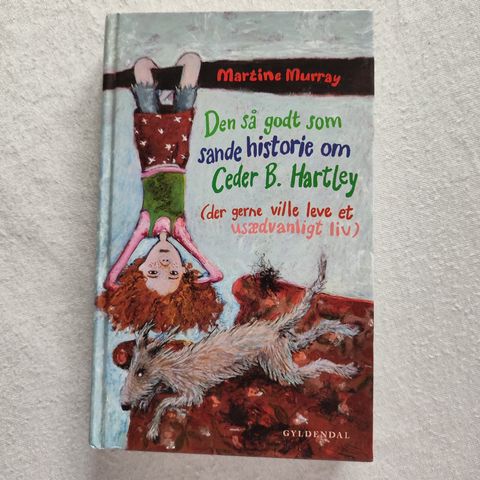 Martine Murray
Den så godt som
sande historie om
Ceder B. Hartley
(der gerne ville leve et
usædvanligt liv)
GYLDENDAL